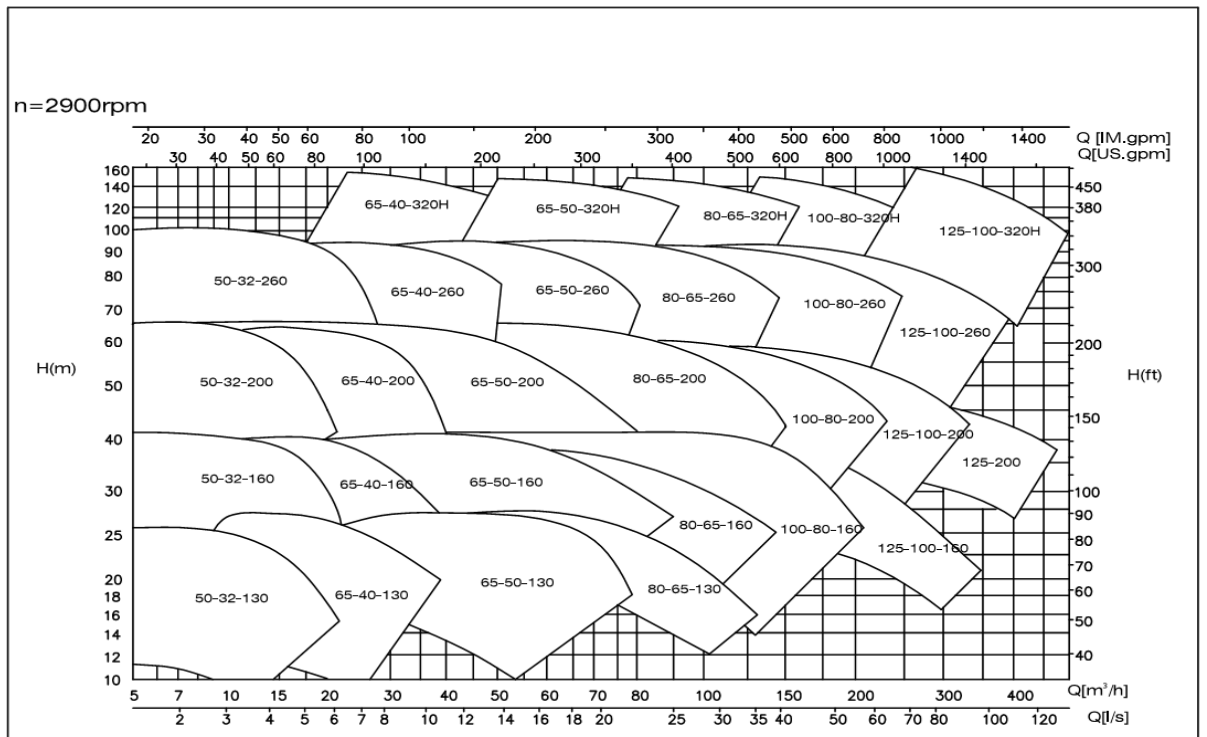 n=2900rpm
20 30 40 50 60 80 100 200 300 400 500 600 800 1000 1400 Q [IM.gpm]
30 40 50 60 80 100 200 300 400 500 600 800 1000 1400 Q[US.gpm]
160
140 450
120 65-40-320H 65-50-320H 80-65-320H 100-80-320H 380
100 125-100-320H
90
80 50-32-260 65-40-260 65-50-260 80-65-260 100-80-260 300
70
60 125-100-260 200
H(m) H(ft)
50 50-32-200 65-40-200 65-50-200 80-65-200
100-80-200 150
40 125-100-200
125-200
30 50-32-160 65-40-160 65-50-160 100
80-65-160 100-80-160 90
25 125-100-160 80
70
20 65-50-130 80-65-130
18 50-32-130 65-40-130 60
16 50
14
12 40
10
5 7 10 15 20 30 40 50 60 70 80 100 150 200 300 400 Q[m³/h]
2 3 4 5 6 7 8 10 12 14 16 18 20 25 30 35 40 50 60 70 80 100 120 Q[l/s]